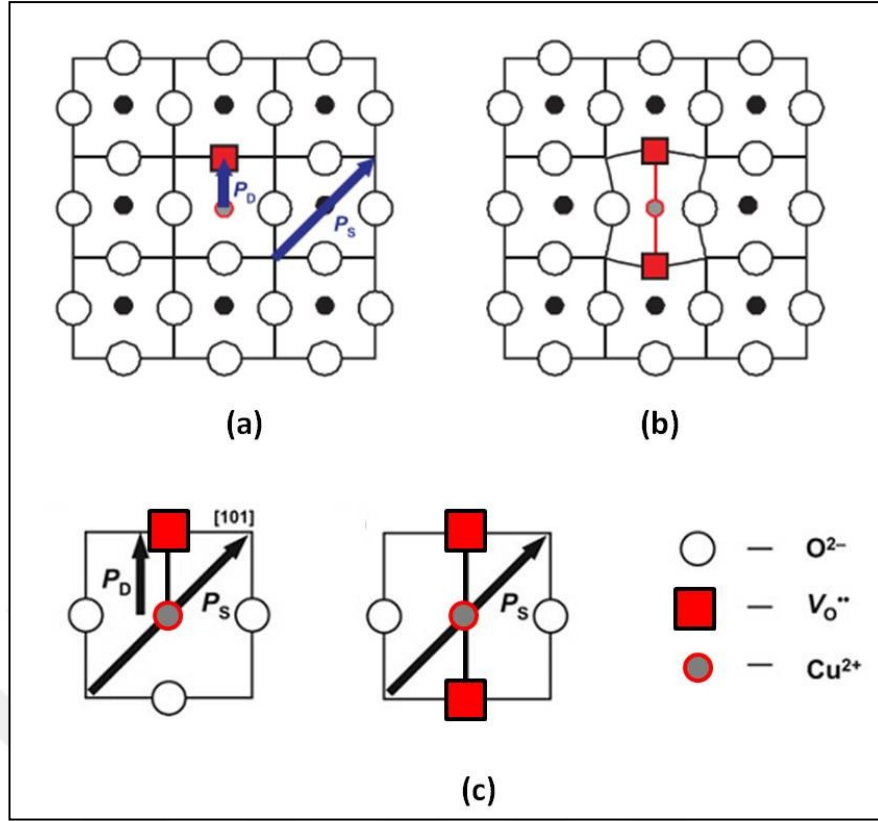 P_D
P_S
(a)
(b)
[101]
P_D
P_S
P_S
— O²⁻
— V_O^••
— Cu²⁺
(c)